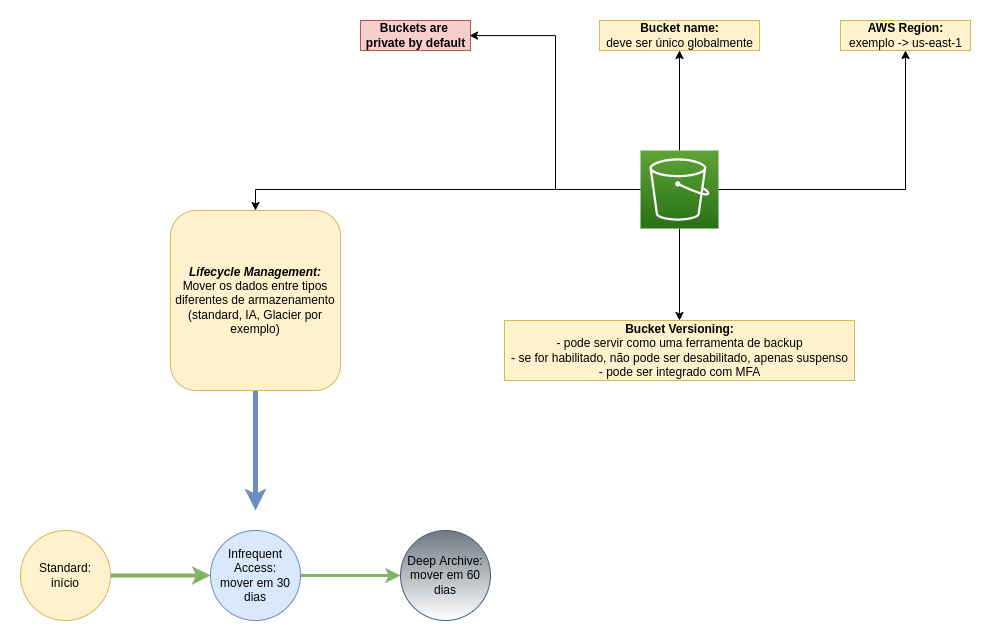 Buckets are
private by default
Bucket name:
deve ser único globalmente
AWS Region:
exemplo -> us-east-1
Lifecycle Management:
Mover os dados entre tipos
diferentes de armazenamento
(standard, IA, Glacier por
exemplo)
Bucket Versioning:
- pode servir como uma ferramenta de backup
- se for habilitado, não pode ser desabilitado, apenas suspenso
- pode ser integrado com MFA
Standard:
início
Infrequent
Access:
mover em 30
dias
Deep Archive:
mover em 60
dias